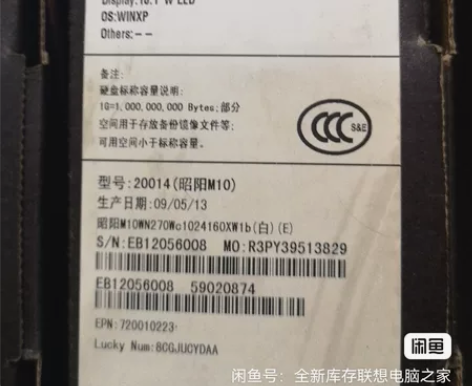 Display:10.1"W LED
OS:WINXP
Others:--
备注:
硬盘标称容量说明:
1G=1,000,000,000 Bytes;部分
空间用于存放备份镜像文件等;
可用空间小于标称容量。
CCC S&E
型号:20014(昭阳M10)
生产日期:09/05/13
昭阳M10WN270Wc1024160XW1b(白)(E)
S/N:EB12056008 MO:R3PY39513829
EB12056008 59020874
EPN:720010223
Lucky Num:8CGJUCYDAA
闲鱼
闲鱼号:全新库存联想电脑之家